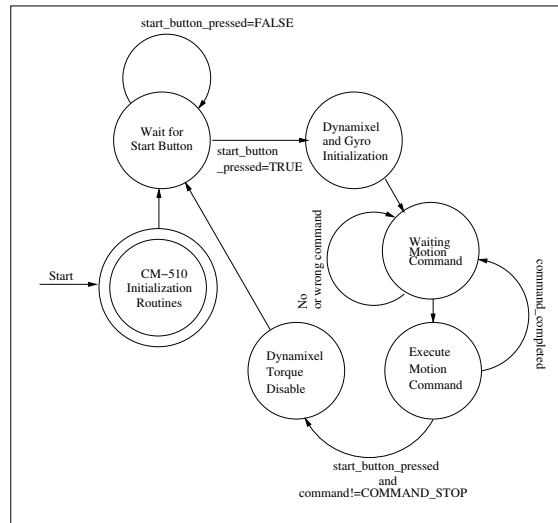 start_button_pressed=FALSE
Wait for
Start Button
start_button
_pressed=TRUE
Dynamixel
and Gyro
Initialization
Waiting
Motion
Command
No
or wrong command
command_completed
Start
CM-510
Initialization
Routines
Dynamixel
Torque
Disable
Execute
Motion
Command
start_button_pressed
and
command!=COMMAND_STOP